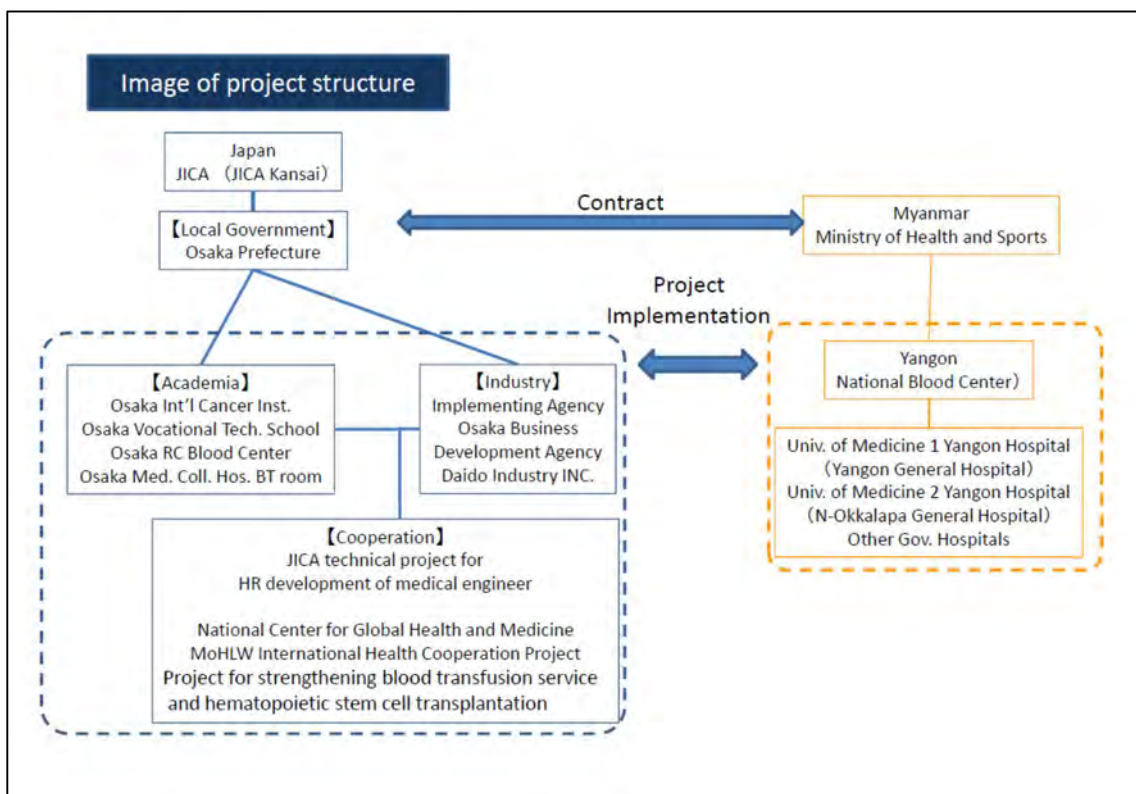 Image of project structure
Japan
JICA （JICA Kansai）
【Local Government】
Osaka Prefecture
Contract
Myanmar
Ministry of Health and Sports
Project
Implementation
【Academia】
Osaka Int'l Cancer Inst.
Osaka Vocational Tech. School
Osaka RC Blood Center
Osaka Med. Coll. Hos. BT room
【Industry】
Implementing Agency
Osaka Business
Development Agency
Daido Industry INC.
Yangon
National Blood Center）
Univ. of Medicine 1 Yangon Hospital
（Yangon General Hospital）
Univ. of Medicine 2 Yangon Hospital
（N-Okkalapa General Hospital）
Other Gov. Hospitals
【Cooperation】
JICA technical project for
HR development of medical engineer
National Center for Global Health and Medicine
MoHLW International Health Cooperation Project
Project for strengthening blood transfusion service
and hematopoietic stem cell transplantation